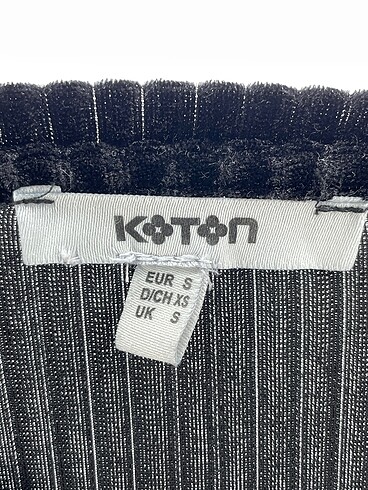 KOTON
EUR S
D/CH XS
UK S